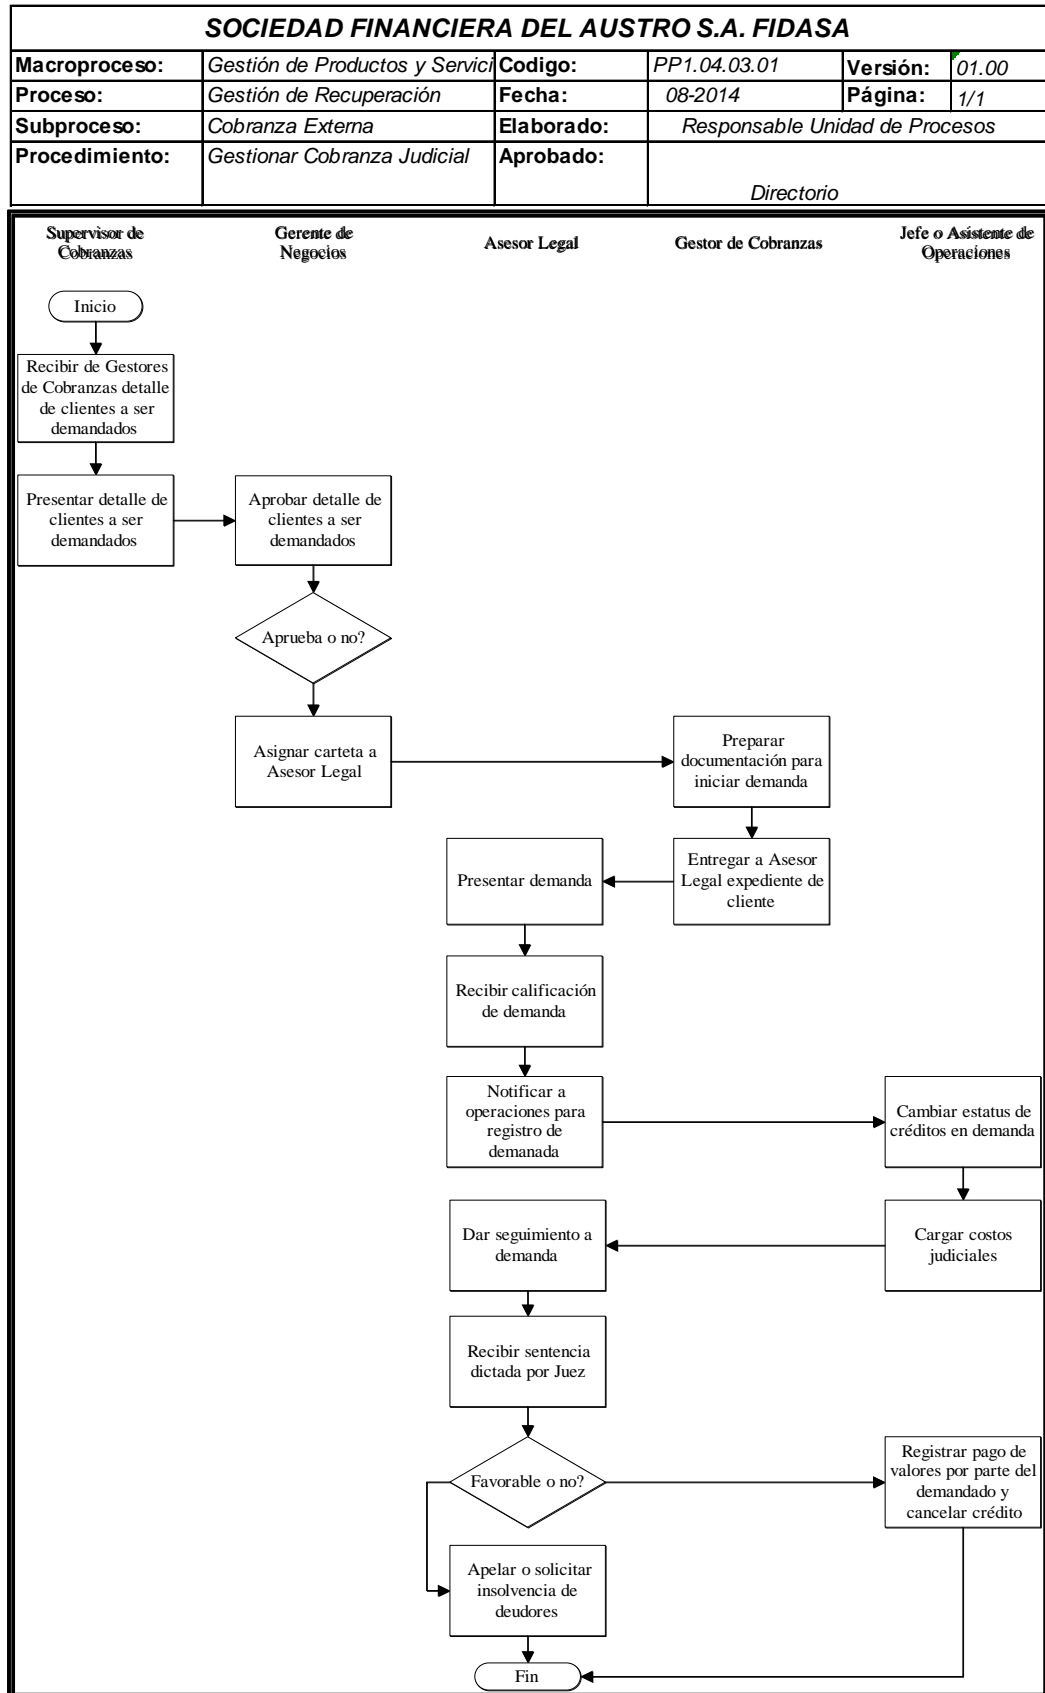 SOCIEDAD FINANCIERA DEL AUSTRO S.A. FIDASA
Macroproceso: Gestión de Productos y Servici Codigo: PP1.04.03.01 Versión: 01.00
Proceso: Gestión de Recuperación Fecha: 08-2014 Página: 1/1
Subproceso: Cobranza Externa Elaborado: Responsable Unidad de Procesos
Procedimiento: Gestionar Cobranza Judicial Aprobado:
Directorio
Supervisor de
Cobranzas
Gerente de
Negocios
Asesor Legal
Gestor de Cobranzas
Jefe o Asistente de
Operaciones
Inicio
Recibir de Gestores
de Cobranzas detalle
de clientes a ser
demandados
Presentar detalle de
clientes a ser
demandados
Aprobar detalle de
clientes a ser
demandados
Aprueba o no?
Asignar carteta a
Asesor Legal
Preparar
documentación para
iniciar demanda
Entregar a Asesor
Legal expediente de
cliente
Presentar demanda
Recibir calificación
de demanda
Notificar a
operaciones para
registro de
demanada
Cambiar estatus de
créditos en demanda
Cargar costos
judiciales
Dar seguimiento a
demanda
Recibir sentencia
dictada por Juez
Favorable o no?
Registrar pago de
valores por parte del
demandado y
cancelar crédito
Apelar o solicitar
insolvencia de
deudores
Fin